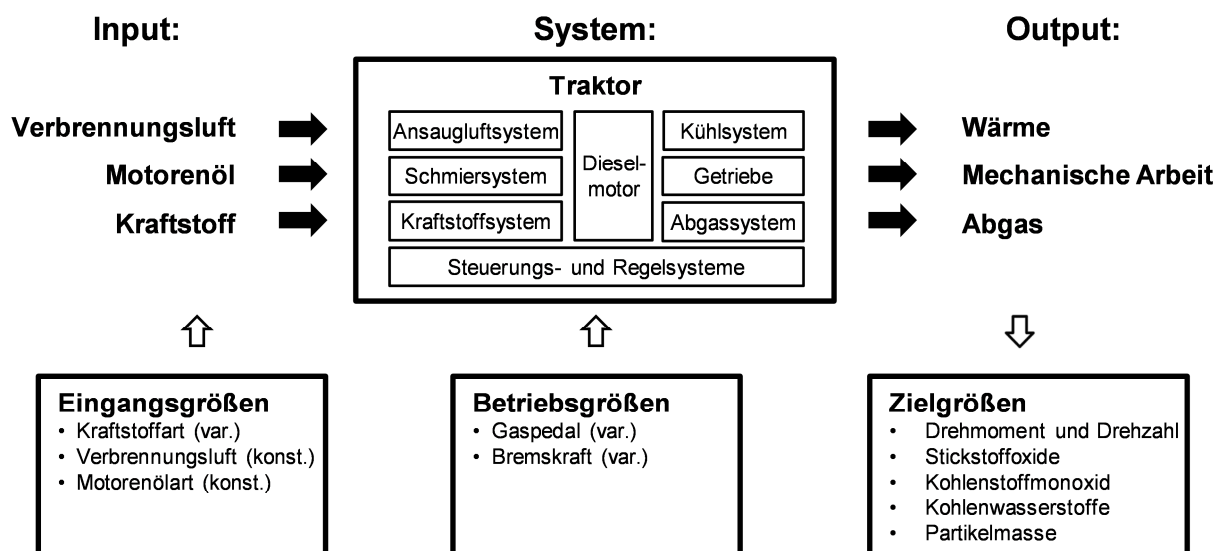 Input:
System:
Output:
Traktor
Verbrennungsluft
Motorenöl
Kraftstoff
Ansaugluftsystem
Schmiersystem
Kraftstoffsystem
Diesel-
motor
Kühlsystem
Getriebe
Abgassystem
Steuerungs- und Regelsysteme
Wärme
Mechanische Arbeit
Abgas
Eingangsgrößen
• Kraftstoffart (var.)
• Verbrennungsluft (konst.)
• Motorenölart (konst.)
Betriebsgrößen
• Gaspedal (var.)
• Bremskraft (var.)
Zielgrößen
• Drehmoment und Drehzahl
• Stickstoffoxide
• Kohlenstoffmonoxid
• Kohlenwasserstoffe
• Partikelmasse